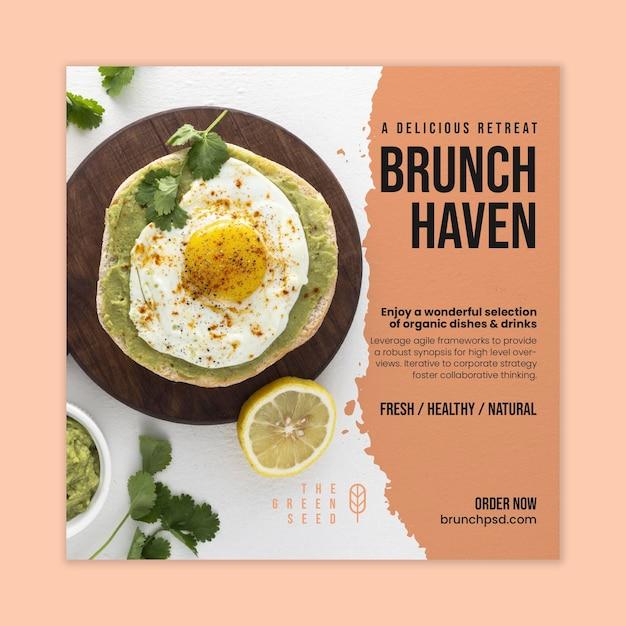 A DELICIOUS RETREAT
BRUNCH
HAVEN
Enjoy a wonderful selection
of organic dishes & drinks
Leverage agile frameworks to provide
a robust synopsis for high level over-
views. Iterative to corporate strategy
foster collaborative thinking.
FRESH / HEALTHY / NATURAL
THE
GREEN
SEED
ORDER NOW
brunchpsd.com